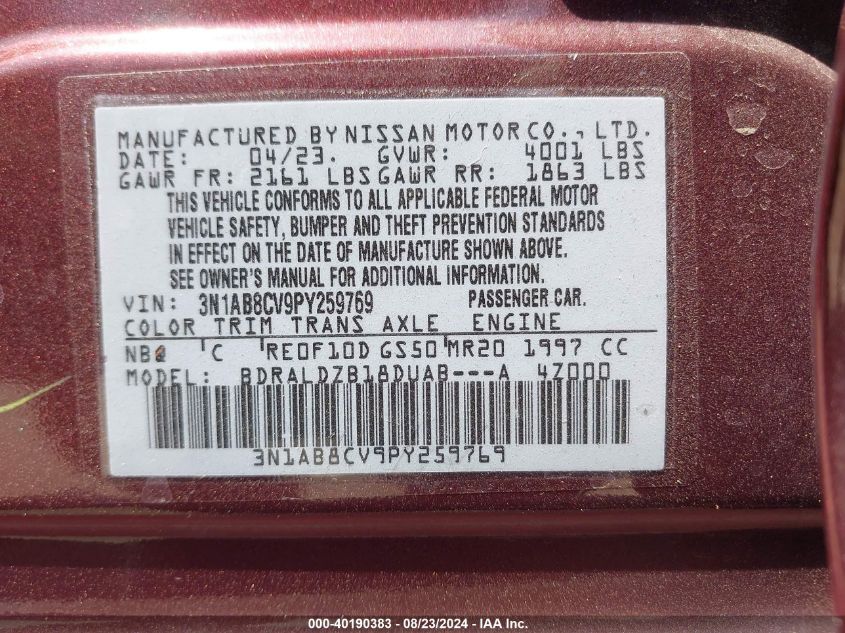 MANUFACTURED BY NISSAN MOTOR CO., LTD.
DATE: 04/23. GVWR: 4001 LBS
GAWR FR: 2161 LBS GAWR RR: 1863 LBS
THIS VEHICLE CONFORMS TO ALL APPLICABLE FEDERAL MOTOR
VEHICLE SAFETY, BUMPER AND THEFT PREVENTION STANDARDS
IN EFFECT ON THE DATE OF MANUFACTURE SHOWN ABOVE.
SEE OWNER'S MANUAL FOR ADDITIONAL INFORMATION.
VIN: 3N1AB8CV9PY259769 PASSENGER CAR.
COLOR TRIM TRANS AXLE ENGINE
'C 'RE0F10D GS50'MR20 1997 CC
MODEL: BDRALDZB18DUAB---A 4Z000
3N1AB8CV9PY259769
000-40190383 - 08/23/2024 - IAA Inc.